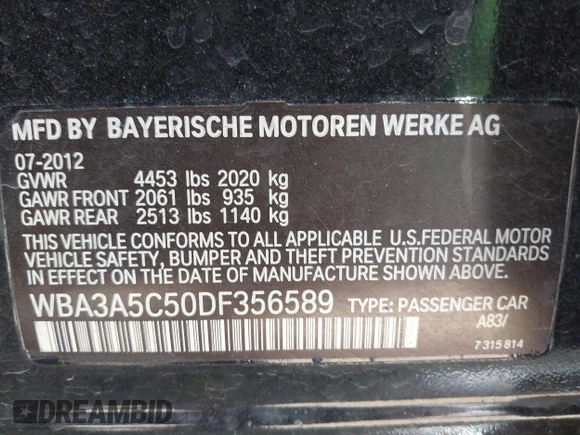 MFD BY BAYERISCHE MOTOREN WERKE AG
07-2012
GVWR 4453 lbs 2020 kg
GAWR FRONT 2061 lbs 935 kg
GAWR REAR 2513 lbs 1140 kg
THIS VEHICLE CONFORMS TO ALL APPLICABLE U.S.FEDERAL MOTOR
VEHICLE SAFETY, BUMPER AND THEFT PREVENTION STANDARDS
IN EFFECT ON THE DATE OF MANUFACTURE SHOWN ABOVE.
WBA3A5C50DF356589 TYPE: PASSENGER CAR
A83/
7 315 814
DREAMBID